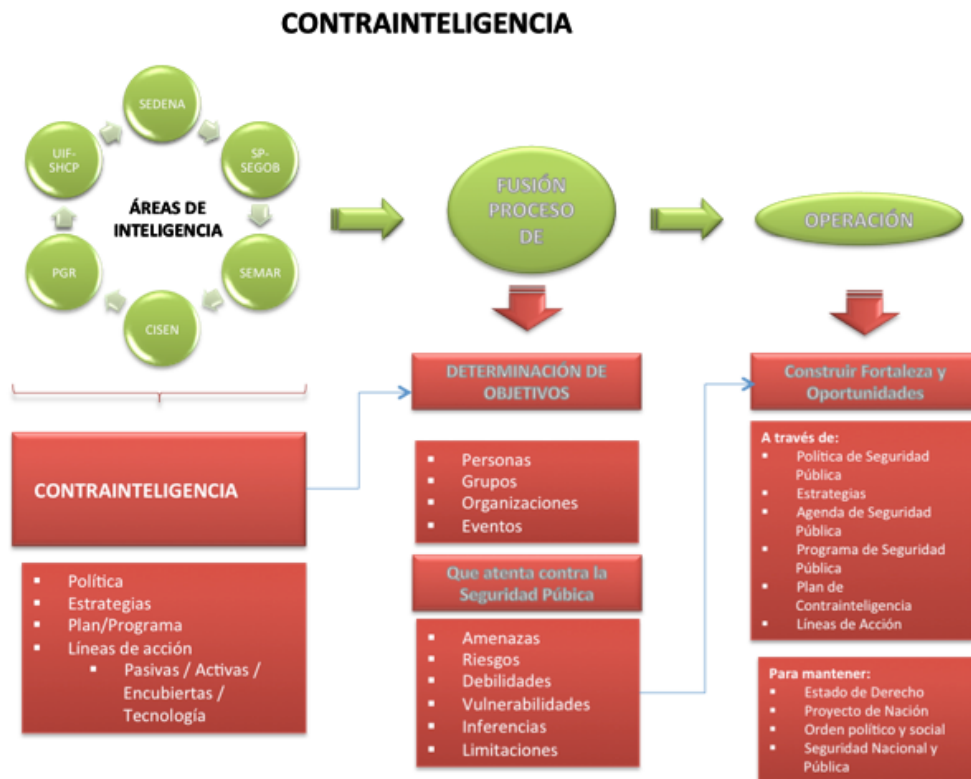 CONTRAINTELIGENCIA
SEDENA
SP-
SEGOB
SEMAR
CISEN
PGR
UIF-
SHCP
ÁREAS DE
INTELIGENCIA
FUSIÓN
PROCESO
DE
OPERACIÓN
CONTRAINTELIGENCIA
▪ Política
▪ Estrategias
▪ Plan/Programa
▪ Líneas de acción
▪ Pasivas / Activas /
Encubiertas /
Tecnología
DETERMINACIÓN DE
OBJETIVOS
▪ Personas
▪ Grupos
▪ Organizaciones
▪ Eventos
Que atenta contra la
Seguridad Púbica
▪ Amenazas
▪ Riesgos
▪ Debilidades
▪ Vulnerabilidades
▪ Inferencias
▪ Limitaciones
Construir Fortaleza y
Oportunidades
A través de:
▪ Política de Seguridad
Pública
▪ Estrategias
▪ Agenda de Seguridad
Pública
▪ Programa de Seguridad
Pública
▪ Plan de
Contrainteligencia
▪ Líneas de Acción
Para mantener:
▪ Estado de Derecho
▪ Proyecto de Nación
▪ Orden político y social
▪ Seguridad Nacional y
Pública